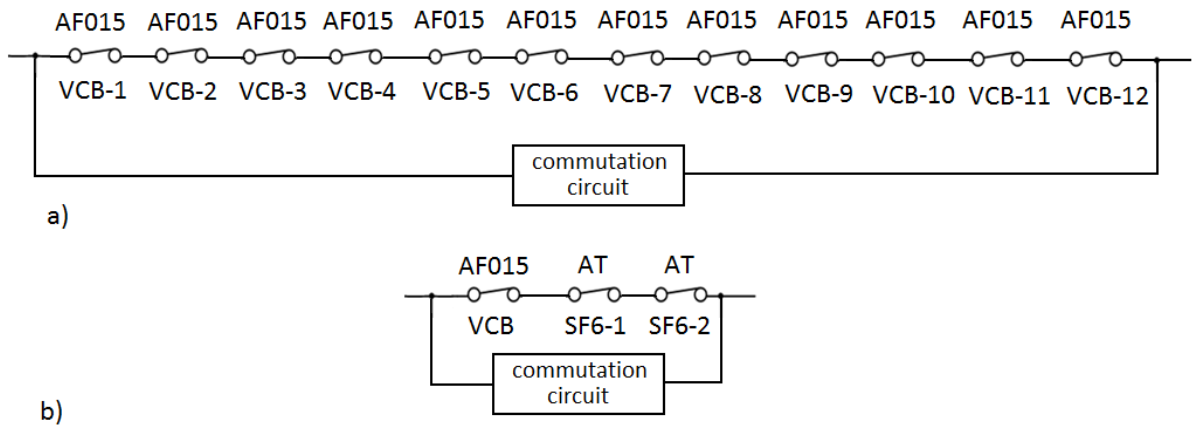 AF015 AF015 AF015 AF015 AF015 AF015 AF015 AF015 AF015 AF015 AF015 AF015
VCB-1 VCB-2 VCB-3 VCB-4 VCB-5 VCB-6 VCB-7 VCB-8 VCB-9 VCB-10 VCB-11 VCB-12
commutation
circuit
a)
AF015 AT AT
VCB SF6-1 SF6-2
commutation
circuit
b)